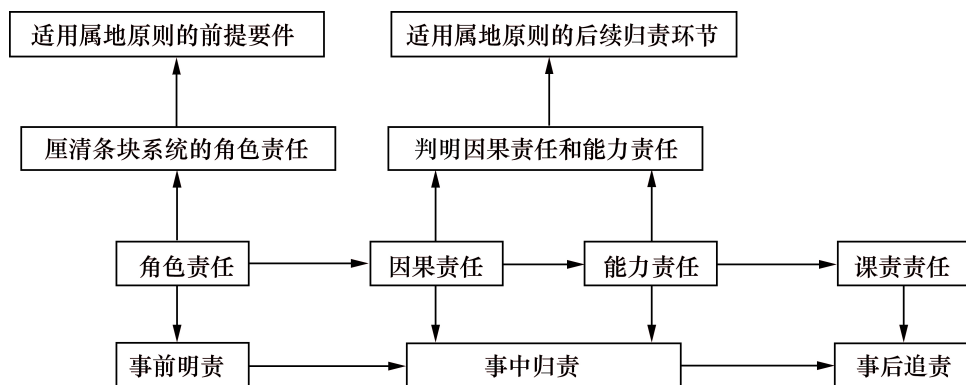 适用属地原则的前提要件
适用属地原则的后续归责环节
厘清条块系统的角色责任
判明因果责任和能力责任
角色责任
因果责任
能力责任
课责责任
事前明责
事中归责
事后追责